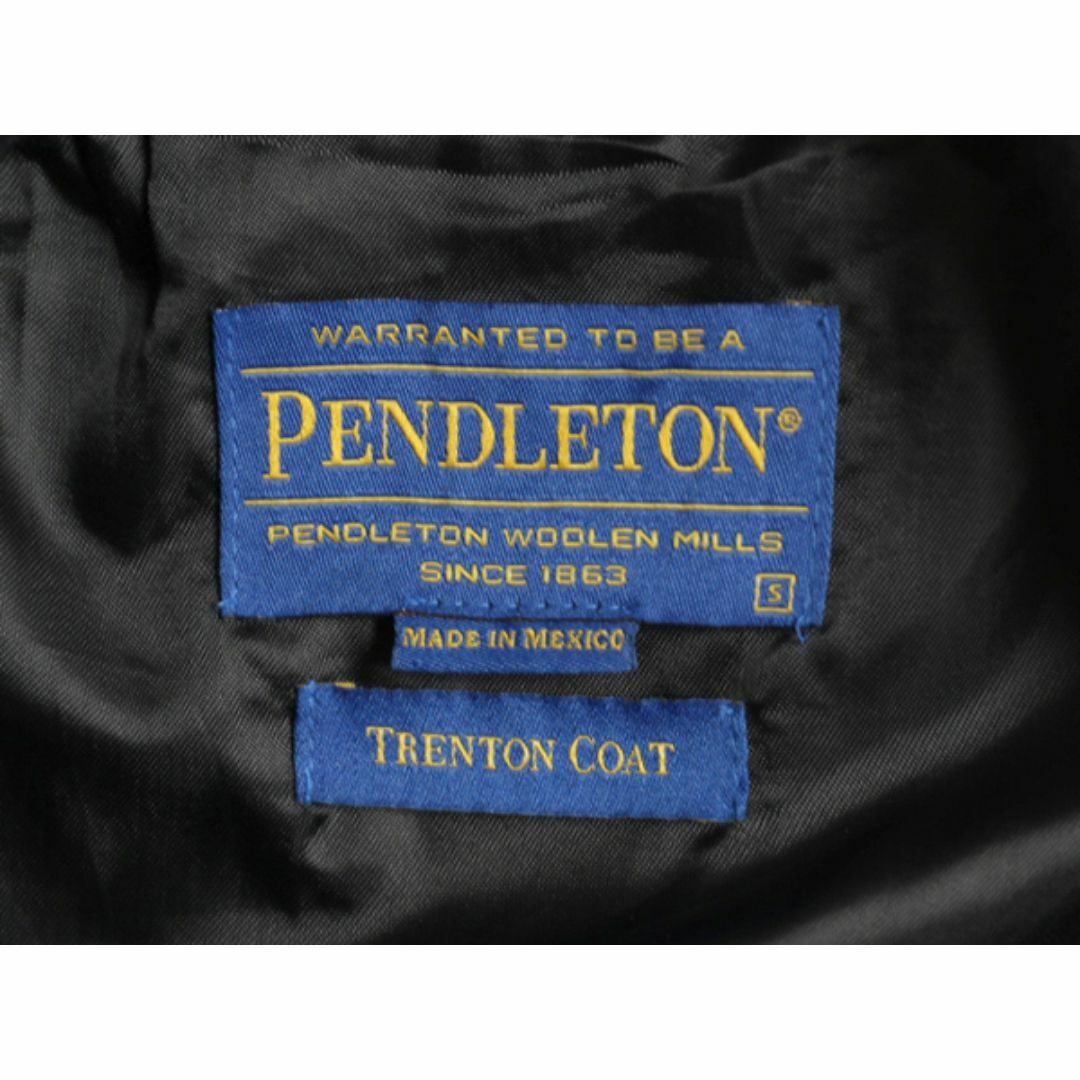 WARRANTED TO BE A
PENDLETON®
PENDLETON WOOLEN MILLS
SINCE 1863
S
MADE IN MEXICO
TRENTON COAT